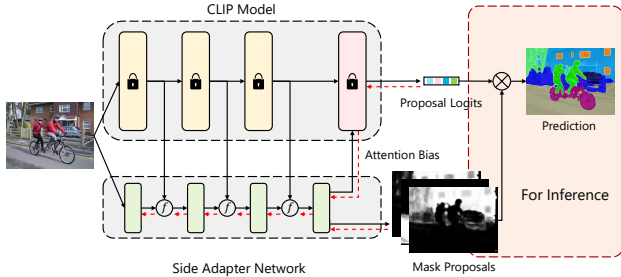 CLIP Model
Proposal Logits
Prediction
Attention Bias
f
f
f
For Inference
Side Adapter Network
Mask Proposals